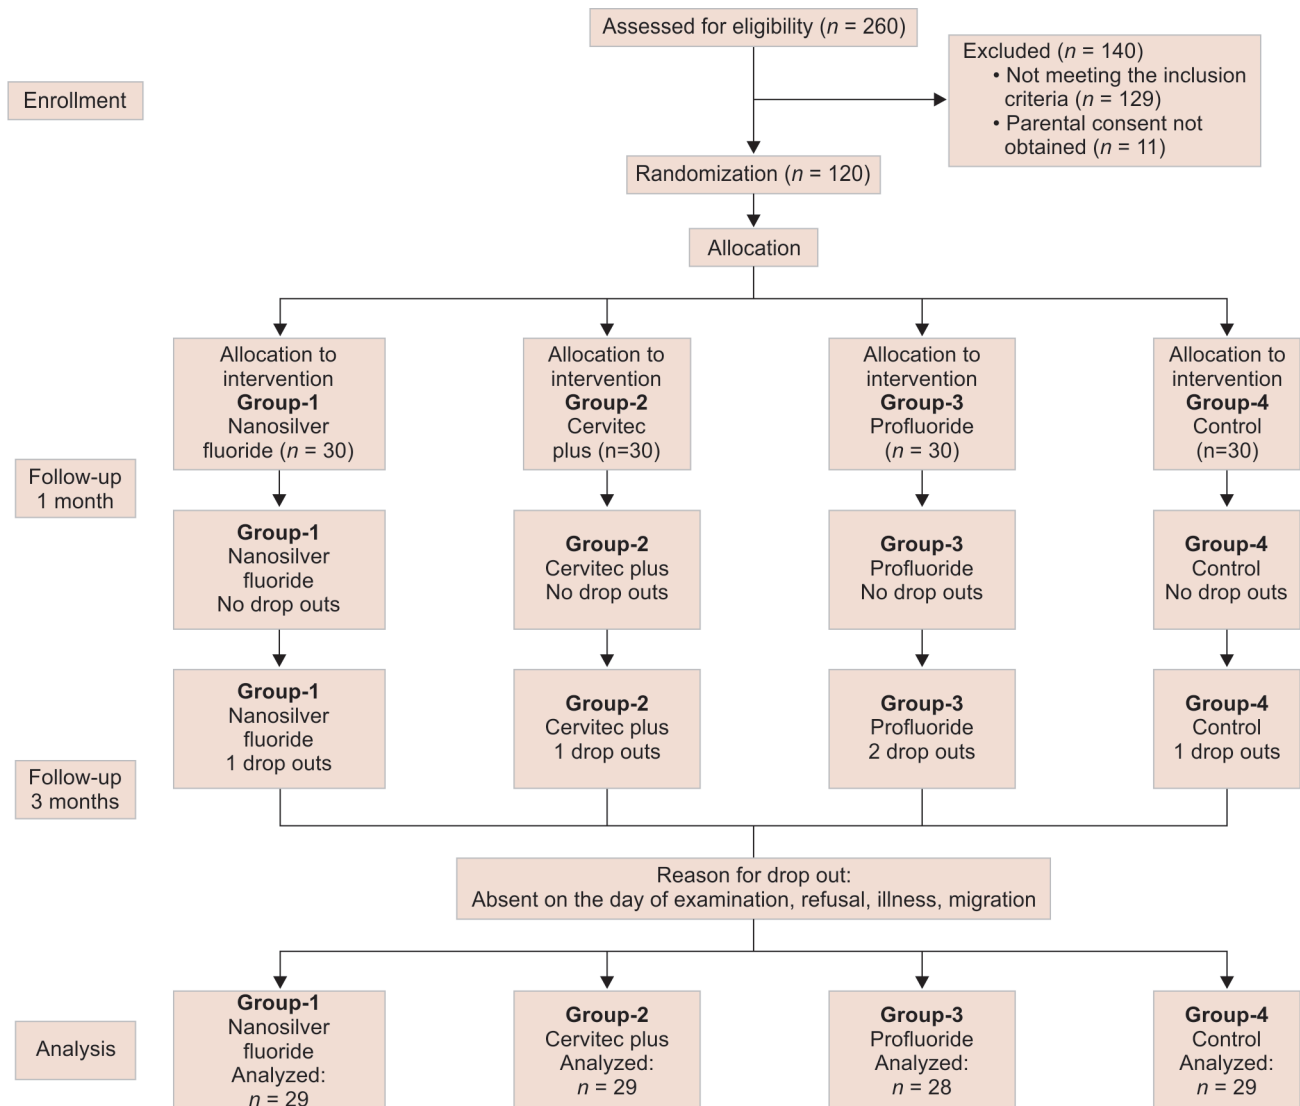 Assessed for eligibility (n = 260)
Excluded (n = 140)
• Not meeting the inclusion
criteria (n = 129)
• Parental consent not
obtained (n = 11)
Enrollment
Randomization (n = 120)
Allocation
Allocation to
intervention
Group-1
Nanosilver
fluoride (n = 30)
Allocation to
intervention
Group-2
Cervitec
plus (n=30)
Allocation to
intervention
Group-3
Profluoride
(n = 30)
Allocation to
intervention
Group-4
Control
(n=30)
Follow-up
1 month
Group-1
Nanosilver
fluoride
No drop outs
Group-2
Cervitec plus
No drop outs
Group-3
Profluoride
No drop outs
Group-4
Control
No drop outs
Group-1
Nanosilver
fluoride
1 drop outs
Group-2
Cervitec plus
1 drop outs
Group-3
Profluoride
2 drop outs
Group-4
Control
1 drop outs
Follow-up
3 months
Reason for drop out:
Absent on the day of examination, refusal, illness, migration
Analysis
Group-1
Nanosilver
fluoride
Analyzed:
n = 29
Group-2
Cervitec plus
Analyzed:
n = 29
Group-3
Profluoride
Analyzed:
n = 28
Group-4
Control
Analyzed:
n = 29